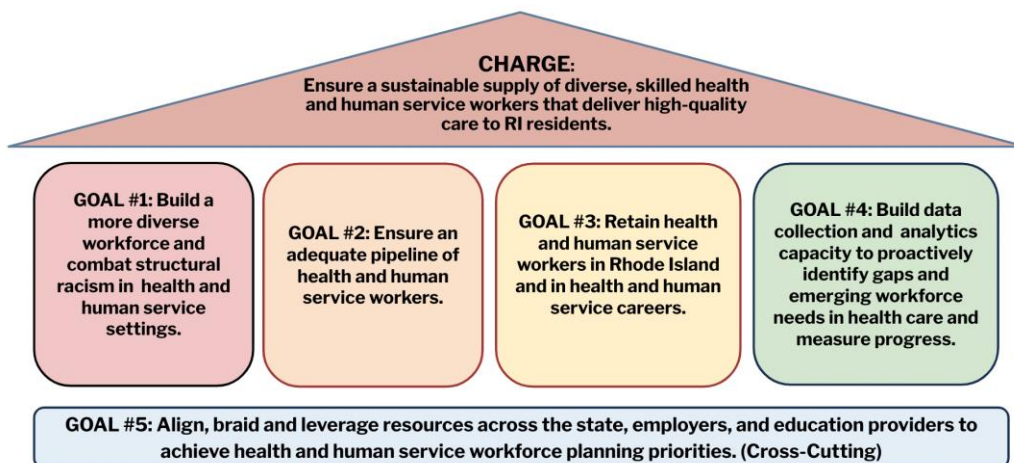 CHARGE:
Ensure a sustainable supply of diverse, skilled health
and human service workers that deliver high-quality
care to RI residents.
GOAL #1: Build a
more diverse
workforce and
combat structural
racism in health and
human service
settings.
GOAL #2: Ensure an
adequate pipeline of
health and human
service workers.
GOAL #3: Retain health
and human service
workers in Rhode Island
and in health and human
service careers.
GOAL #4: Build data
collection and analytics
capacity to proactively
identify gaps and
emerging workforce
needs in health care and
measure progress.
GOAL #5: Align, braid and leverage resources across the state, employers, and education providers to
achieve health and human service workforce planning priorities. (Cross-Cutting)